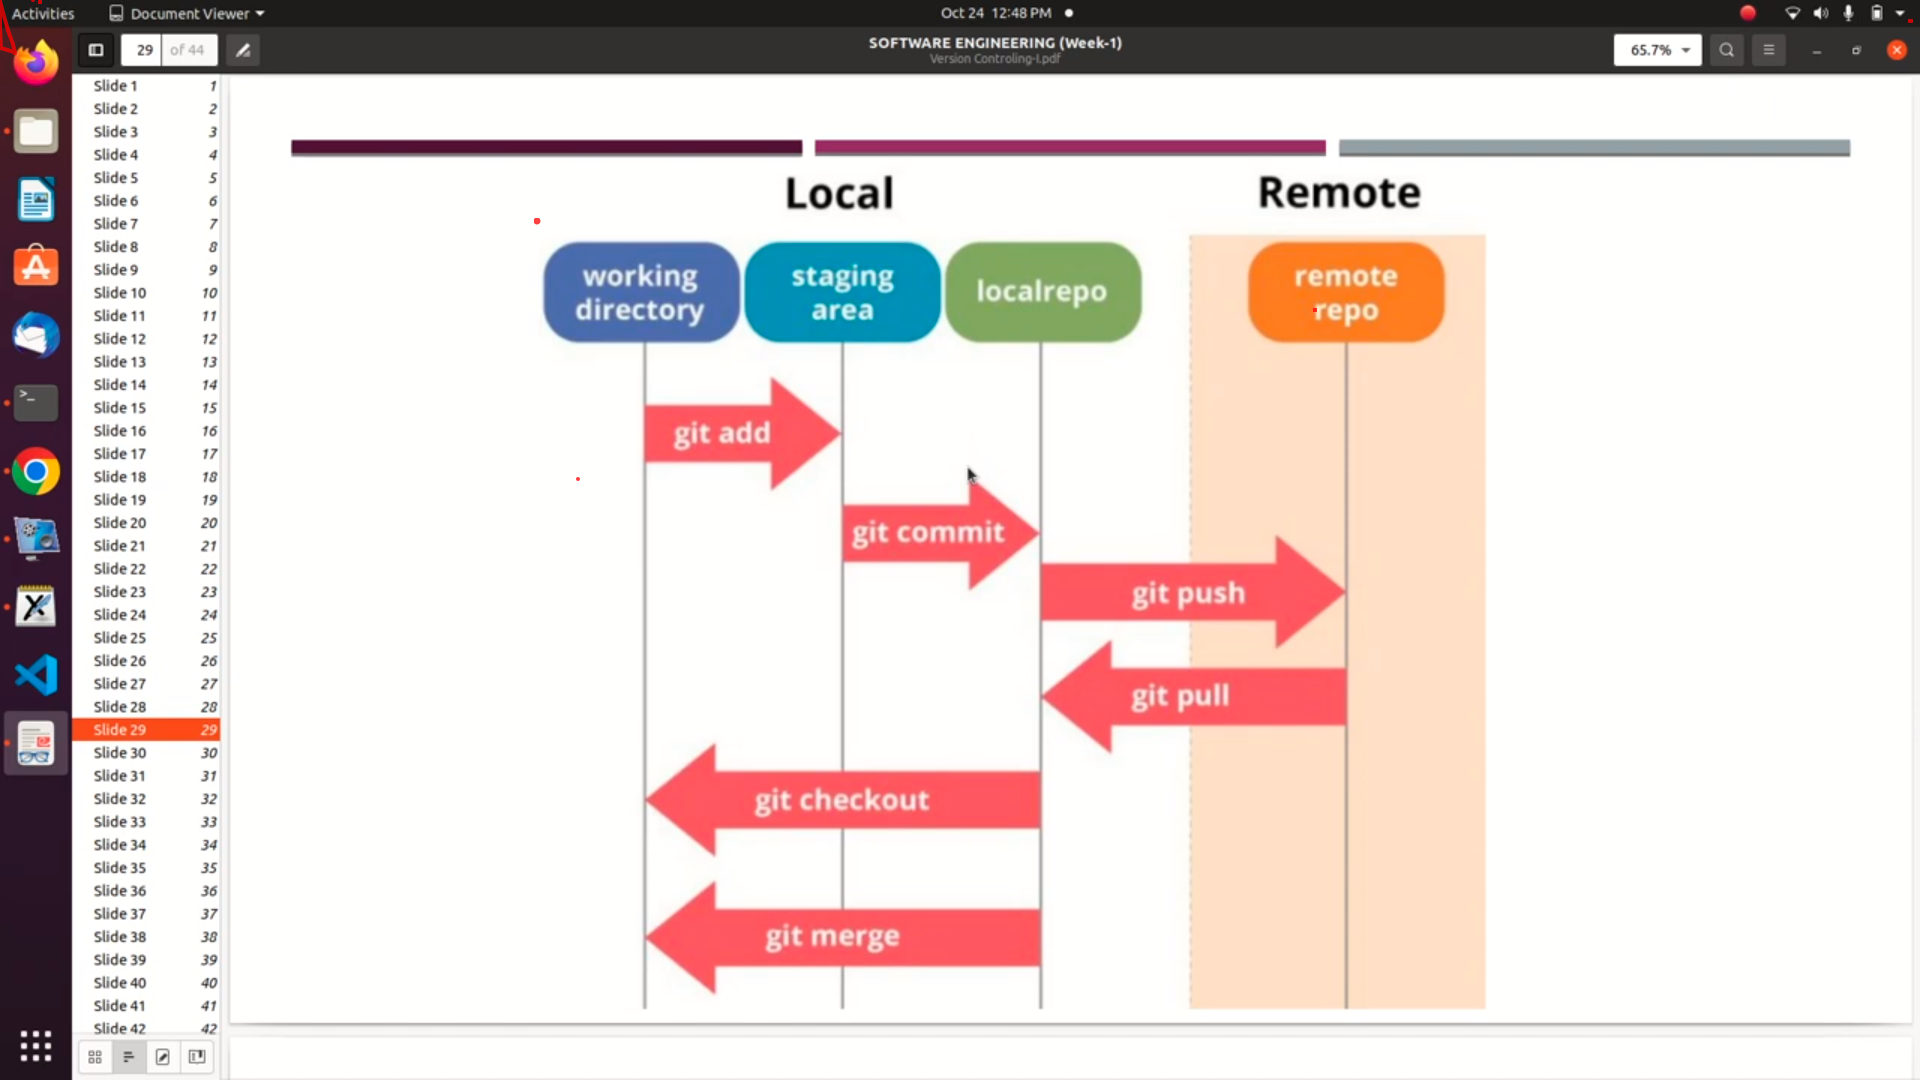 Activities Document Viewer Oct 24 12:48 PM
29 of 44 SOFTWARE ENGINEERING (Week-1) 65.7%
Version Controling-I.pdf
Slide 1 1
Slide 2 2
Slide 3 3
Slide 4 4
Slide 5 5
Slide 6 6
Slide 7 7
Slide 8 8
Slide 9 9
Slide 10 10
Slide 11 11
Slide 12 12
Slide 13 13
Slide 14 14
Slide 15 15
Slide 16 16
Slide 17 17
Slide 18 18
Slide 19 19
Slide 20 20
Slide 21 21
Slide 22 22
Slide 23 23
Slide 24 24
Slide 25 25
Slide 26 26
Slide 27 27
Slide 28 28
Slide 29 29
Slide 30 30
Slide 31 31
Slide 32 32
Slide 33 33
Slide 34 34
Slide 35 35
Slide 36 36
Slide 37 37
Slide 38 38
Slide 39 39
Slide 40 40
Slide 41 41
Slide 42 42
Local
Remote
working
directory
staging
area
localrepo
remote
repo
git add
git commit
git push
git pull
git checkout
git merge